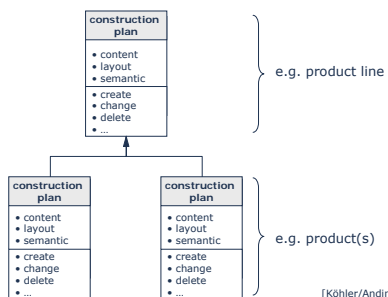 construction
plan
• content
• layout
• semantic
• create
• change
• delete
• ...
e.g. product line
construction
plan
• content
• layout
• semantic
• create
• change
• delete
• ...
construction
plan
• content
• layout
• semantic
• create
• change
• delete
• ...
e.g. product(s)